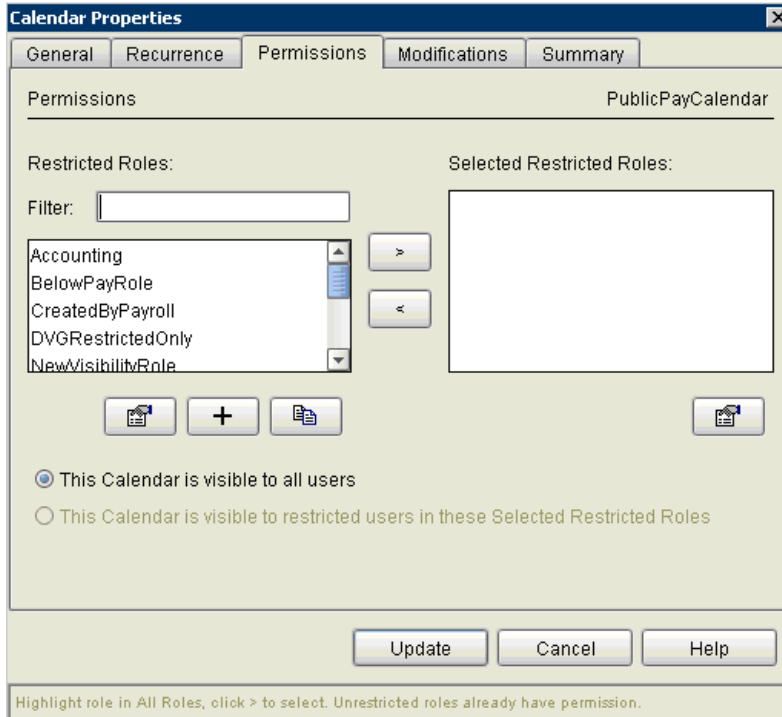 Calendar Properties
General Recurrence Permissions Modifications Summary
Permissions PublicPayCalendar
Restricted Roles: Selected Restricted Roles:
Filter:
Accounting
BelowPayRole
CreatedByPayroll
DVGRestrictedOnly
NewVisibilityRole
>
<
This Calendar is visible to all users
This Calendar is visible to restricted users in these Selected Restricted Roles
Update Cancel Help
Highlight role in All Roles, click > to select. Unrestricted roles already have permission.